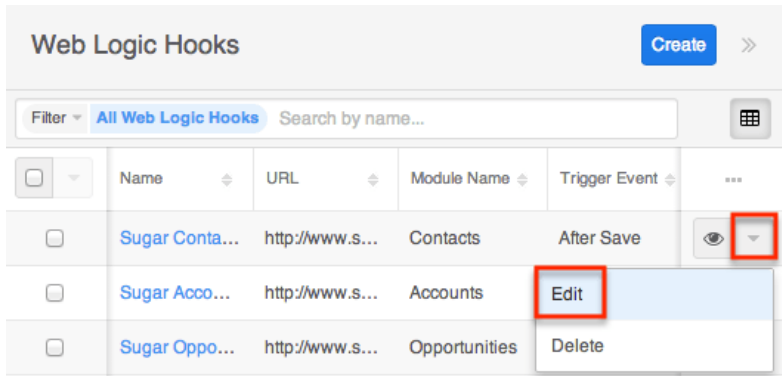 Web Logic Hooks Create
Filter All Web Logic Hooks Search by name...
Name URL Module Name Trigger Event
Sugar Conta... http://www.s... Contacts After Save
Sugar Acco... http://www.s... Accounts Edit
Sugar Oppo... http://www.s... Opportunities Delete